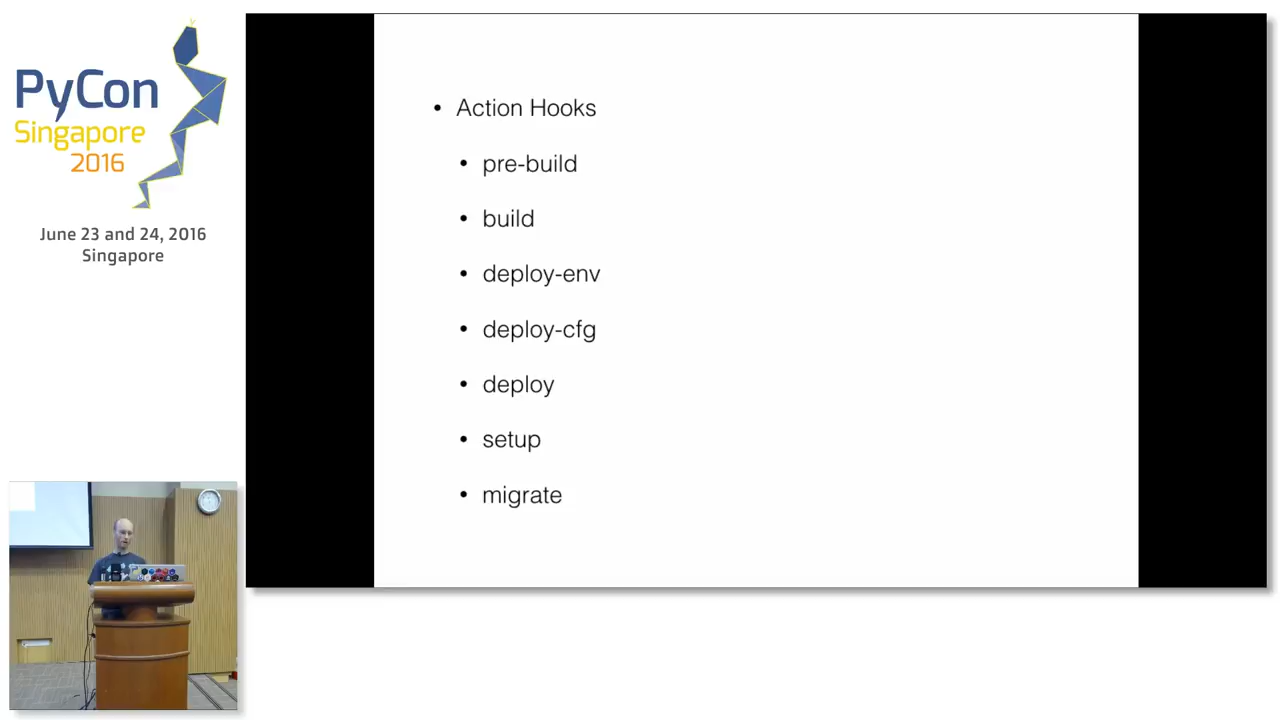 PyCon
Singapore
2016
June 23 and 24, 2016
Singapore
• Action Hooks
• pre-build
• build
• deploy-env
• deploy-cfg
• deploy
• setup
• migrate